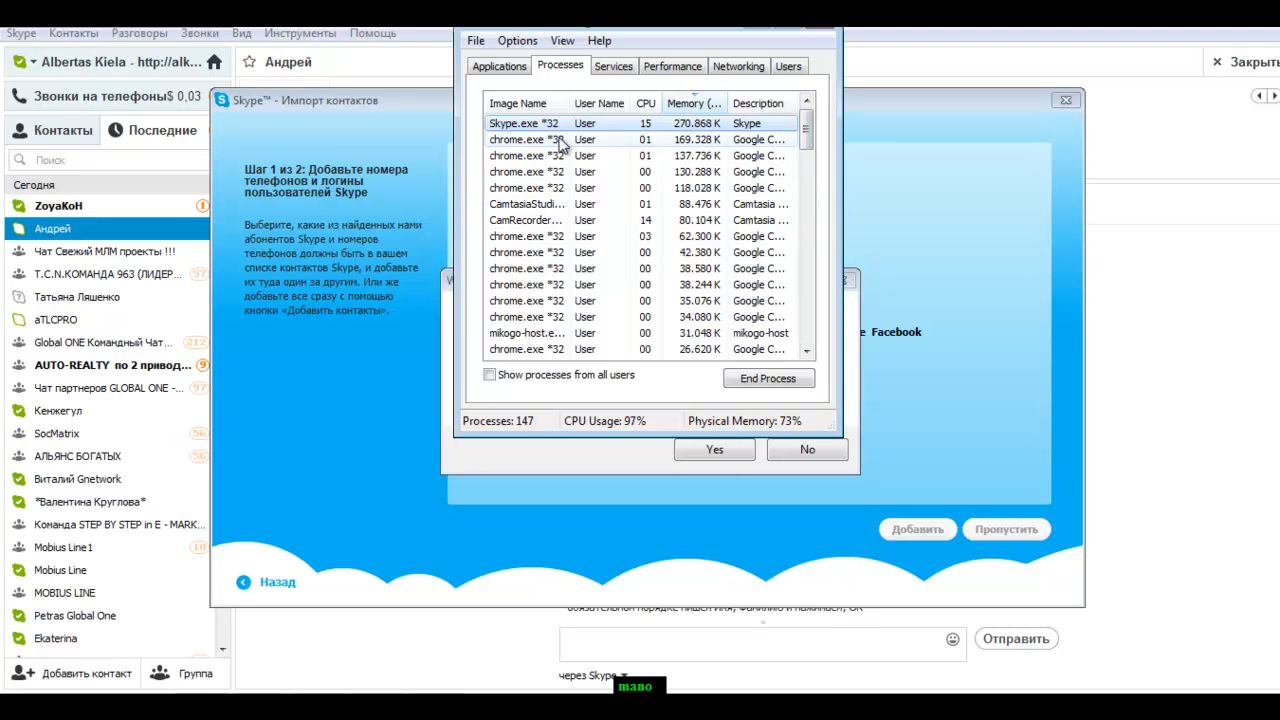 Skype Контакты Разговоры Звонки Вид Инструменты Помощь
Albertas Kiela - http://alk...
Звонки на телефоны$ 0,03
Контакты Последние
Поиск
Сегодня
ZoyaKoH 1
Андрей
Чат Свежий МЛМ проекты !!!
T.C.N.КОМАНДА 963 (ЛИДЕР... 57
Татьяна Ляшенко
aTLCPRO
Global ONE Командный Чат... 212
AUTO-REALTY по 2 привод... 9
Чат партнеров GLOBAL ONE -... 97
Кенжегул
SocMatrix 56
АЛЬЯНС БОГАТЫХ 56
Виталий Gnetwork
*Валентина Круглова*
Команда STEP BY STEP in E - MARK...
Mobius Line1 10
Mobius Line
MOBIUS LINE
Petras Global One
Ekaterina
Добавить контакт Группа
Андрей
Закрыть
Skype™ - Импорт контактов
Шаг 1 из 2: Добавьте номера
телефонов и логины
пользователей Skype
Выберите, какие из найденных нами
абонентов Skype и номеров
телефонов должны быть в вашем
списке контактов Skype, и добавьте
их туда один за другим. Или же
добавьте все сразу с помощью
кнопки «Добавить контакты».
Facebook
Добавить Пропустить
Назад
Yes No
File Options View Help
Applications Processes Services Performance Networking Users
Image Name User Name CPU Memory (... Description
Skype.exe *32 User 15 270.868 K Skype
chrome.exe *32 User 01 169.328 K Google C...
chrome.exe *32 User 01 137.736 K Google C...
chrome.exe *32 User 00 130.288 K Google C...
chrome.exe *32 User 00 118.028 K Google C...
CamtasiaStudi... User 01 88.476 K Camtasia ...
CamRecorder... User 14 80.104 K Camtasia ...
chrome.exe *32 User 03 62.300 K Google C...
chrome.exe *32 User 00 42.380 K Google C...
chrome.exe *32 User 00 38.580 K Google C...
chrome.exe *32 User 00 38.244 K Google C...
chrome.exe *32 User 00 35.076 K Google C...
chrome.exe *32 User 00 34.080 K Google C...
mikogo-host.e... User 00 31.048 K mikogo-host
chrome.exe *32 User 00 26.620 K Google C...
Show processes from all users End Process
Processes: 147 CPU Usage: 97% Physical Memory: 73%
Отправить
через Skype
mano